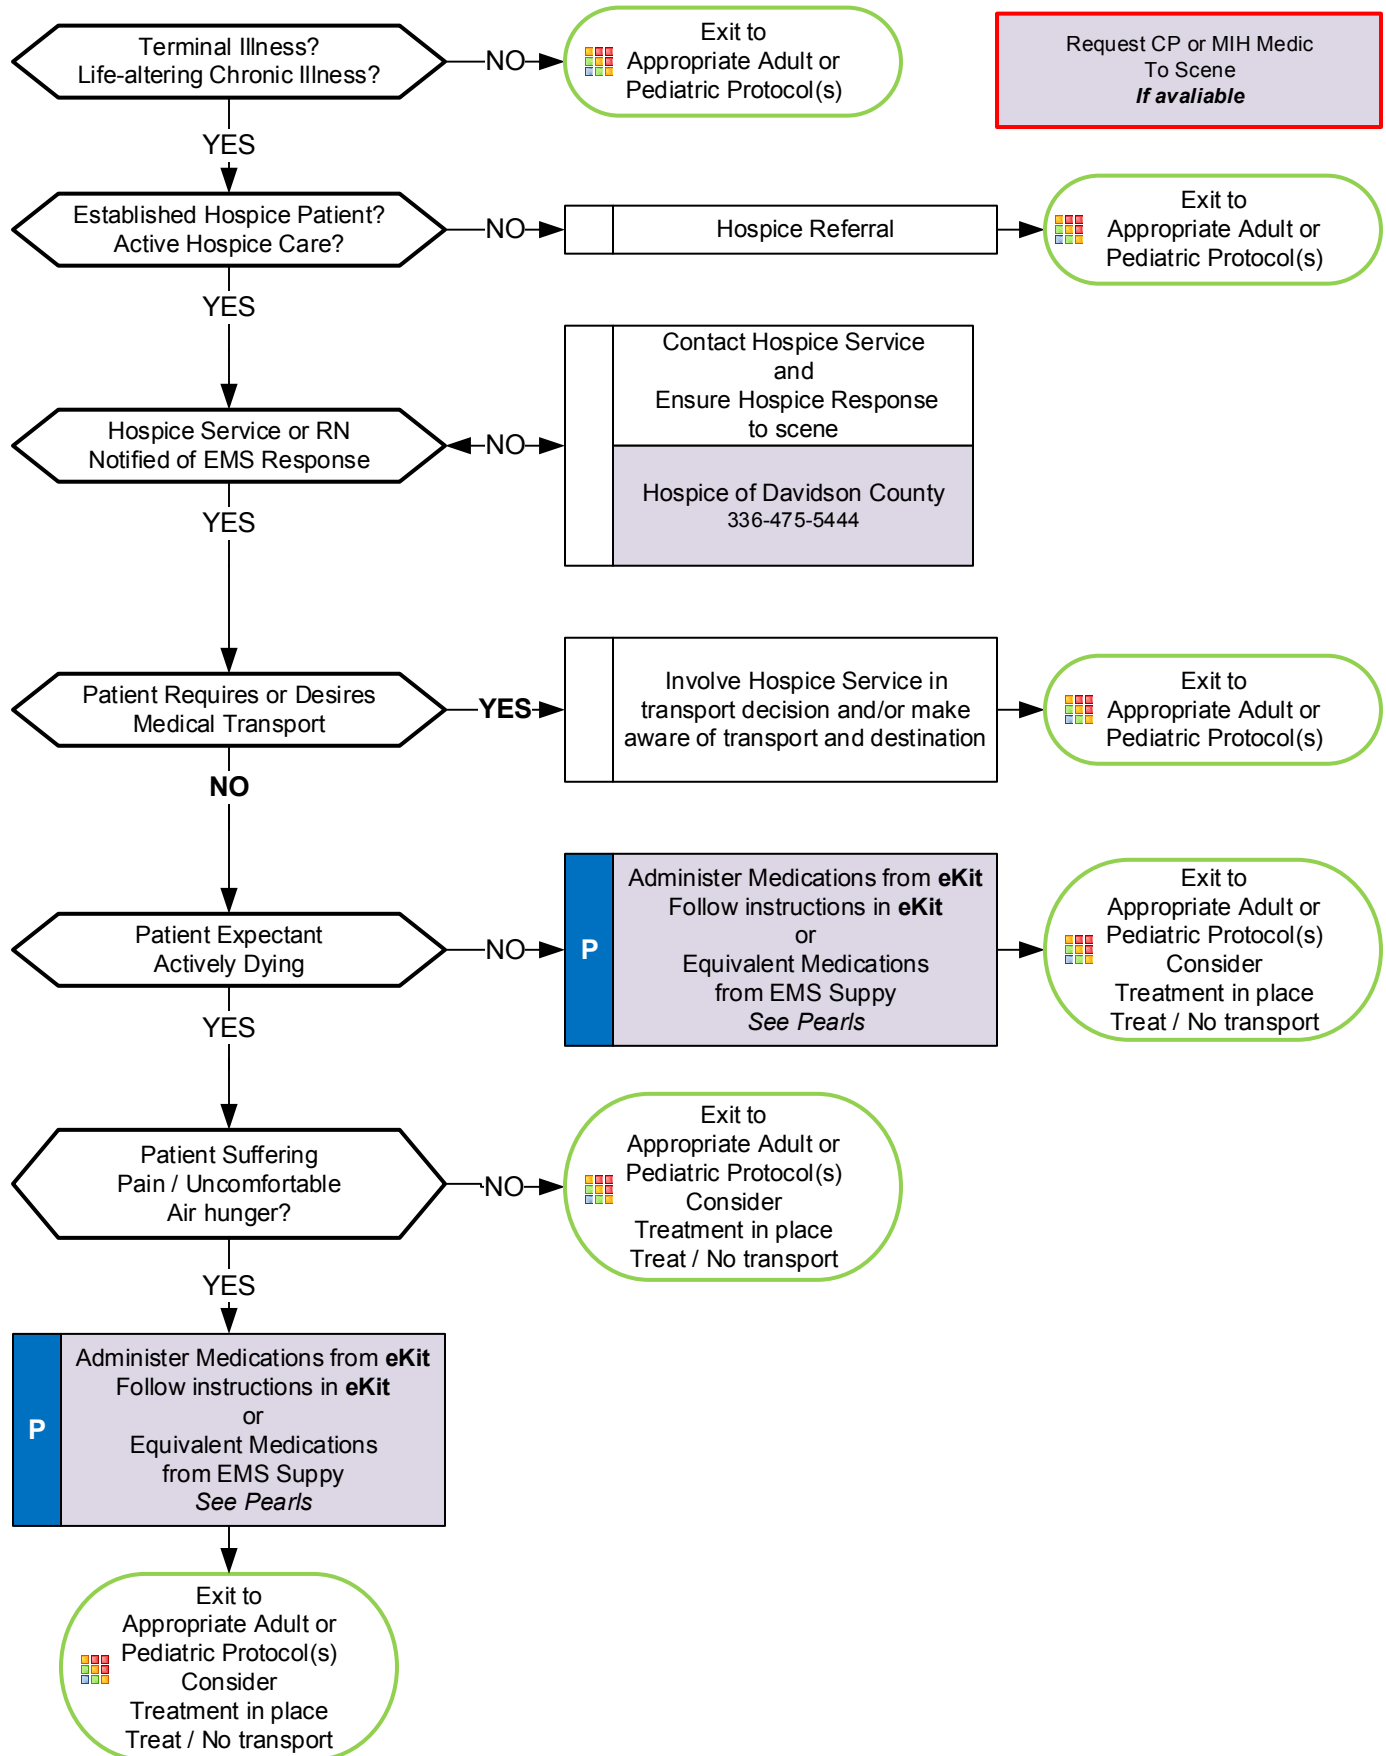 Terminal Illness?
Life-altering Chronic Illness?
NO
Exit to
Appropriate Adult or
Pediatric Protocol(s)
Request CP or MIH Medic
To Scene
If avaliable
YES
Established Hospice Patient?
Active Hospice Care?
NO
Hospice Referral
Exit to
Appropriate Adult or
Pediatric Protocol(s)
YES
Hospice Service or RN
Notified of EMS Response
NO
Contact Hospice Service
and
Ensure Hospice Response
to scene
Hospice of Davidson County
336-475-5444
YES
Patient Requires or Desires
Medical Transport
YES
Involve Hospice Service in
transport decision and/or make
aware of transport and destination
Exit to
Appropriate Adult or
Pediatric Protocol(s)
NO
Patient Expectant
Actively Dying
NO
P
Administer Medications from eKit
Follow instructions in eKit
or
Equivalent Medications
from EMS Suppy
See Pearls
Exit to
Appropriate Adult or
Pediatric Protocol(s)
Consider
Treatment in place
Treat / No transport
YES
Patient Suffering
Pain / Uncomfortable
Air hunger?
NO
Exit to
Appropriate Adult or
Pediatric Protocol(s)
Consider
Treatment in place
Treat / No transport
YES
P
Administer Medications from eKit
Follow instructions in eKit
or
Equivalent Medications
from EMS Suppy
See Pearls
Exit to
Appropriate Adult or
Pediatric Protocol(s)
Consider
Treatment in place
Treat / No transport